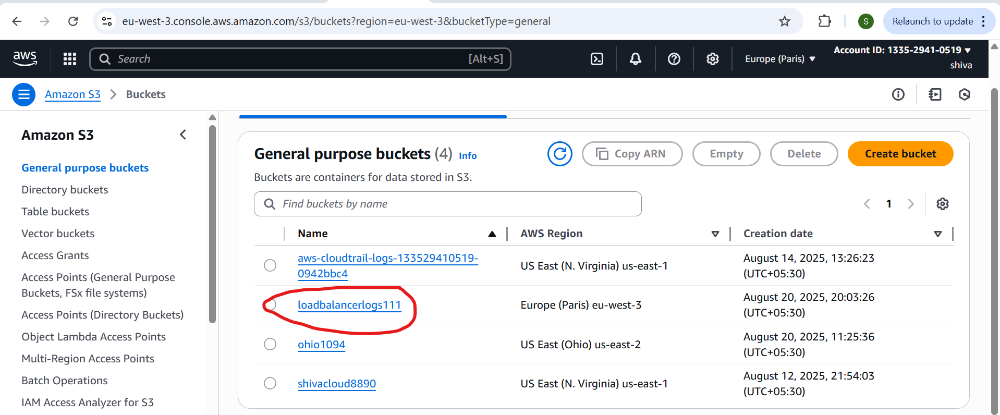 eu-west-3.console.aws.amazon.com/s3/buckets?region=eu-west-3&bucketType=general
S
Relaunch to update
aws
Search
[Alt+S]
Europe (Paris)
Account ID: 1335-2941-0519
shiva
Amazon S3
Buckets
Amazon S3
General purpose buckets
Directory buckets
Table buckets
Vector buckets
Access Grants
Access Points (General Purpose
Buckets, FSx file systems)
Access Points (Directory Buckets)
Object Lambda Access Points
Multi-Region Access Points
Batch Operations
IAM Access Analyzer for S3
General purpose buckets (4) Info
Copy ARN
Empty
Delete
Create bucket
Buckets are containers for data stored in S3.
Find buckets by name
1
Name
AWS Region
Creation date
aws-cloudtrail-logs-133529410519-
0942bbc4
US East (N. Virginia) us-east-1
August 14, 2025, 13:26:23
(UTC+05:30)
loadbalancerlogs111
Europe (Paris) eu-west-3
August 20, 2025, 20:03:26
(UTC+05:30)
ohio1094
US East (Ohio) us-east-2
August 20, 2025, 11:25:36
(UTC+05:30)
shivacloud8890
US East (N. Virginia) us-east-1
August 12, 2025, 21:54:03
(UTC+05:30)